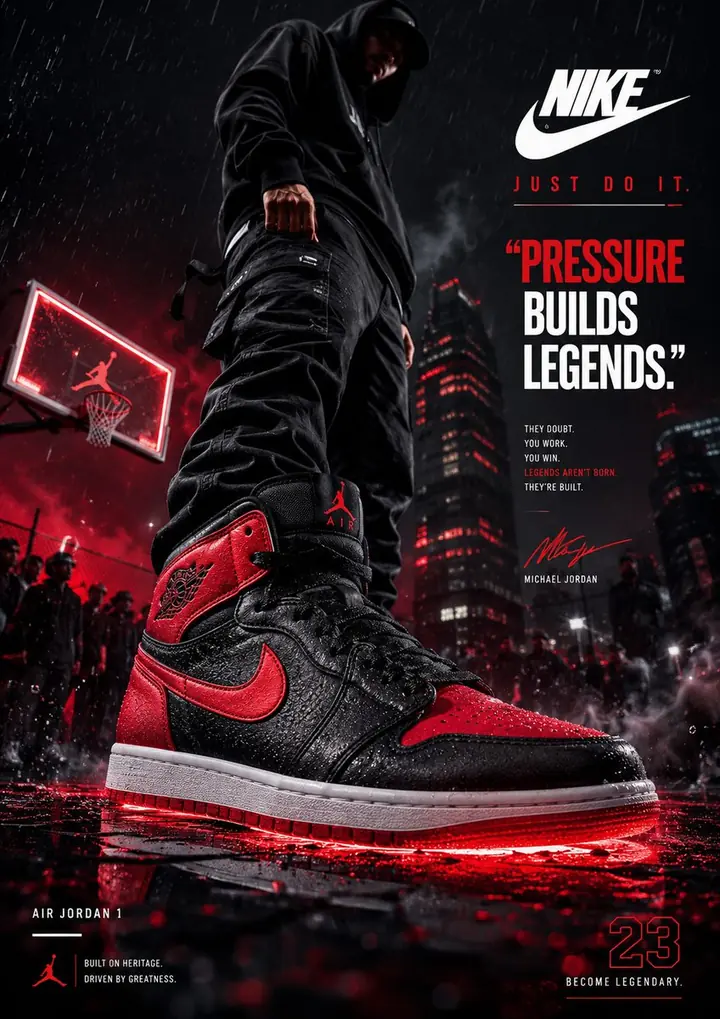 NIKE
JUST DO IT.
“PRESSURE
BUILDS
LEGENDS.”
THEY DOUBT.
YOU WORK.
YOU WIN.
LEGENDS AREN'T BORN.
THEY'RE BUILT.
MICHAEL JORDAN
AIR
AIR JORDAN 1
BUILT ON HERITAGE.
DRIVEN BY GREATNESS.
23
BECOME LEGENDARY.